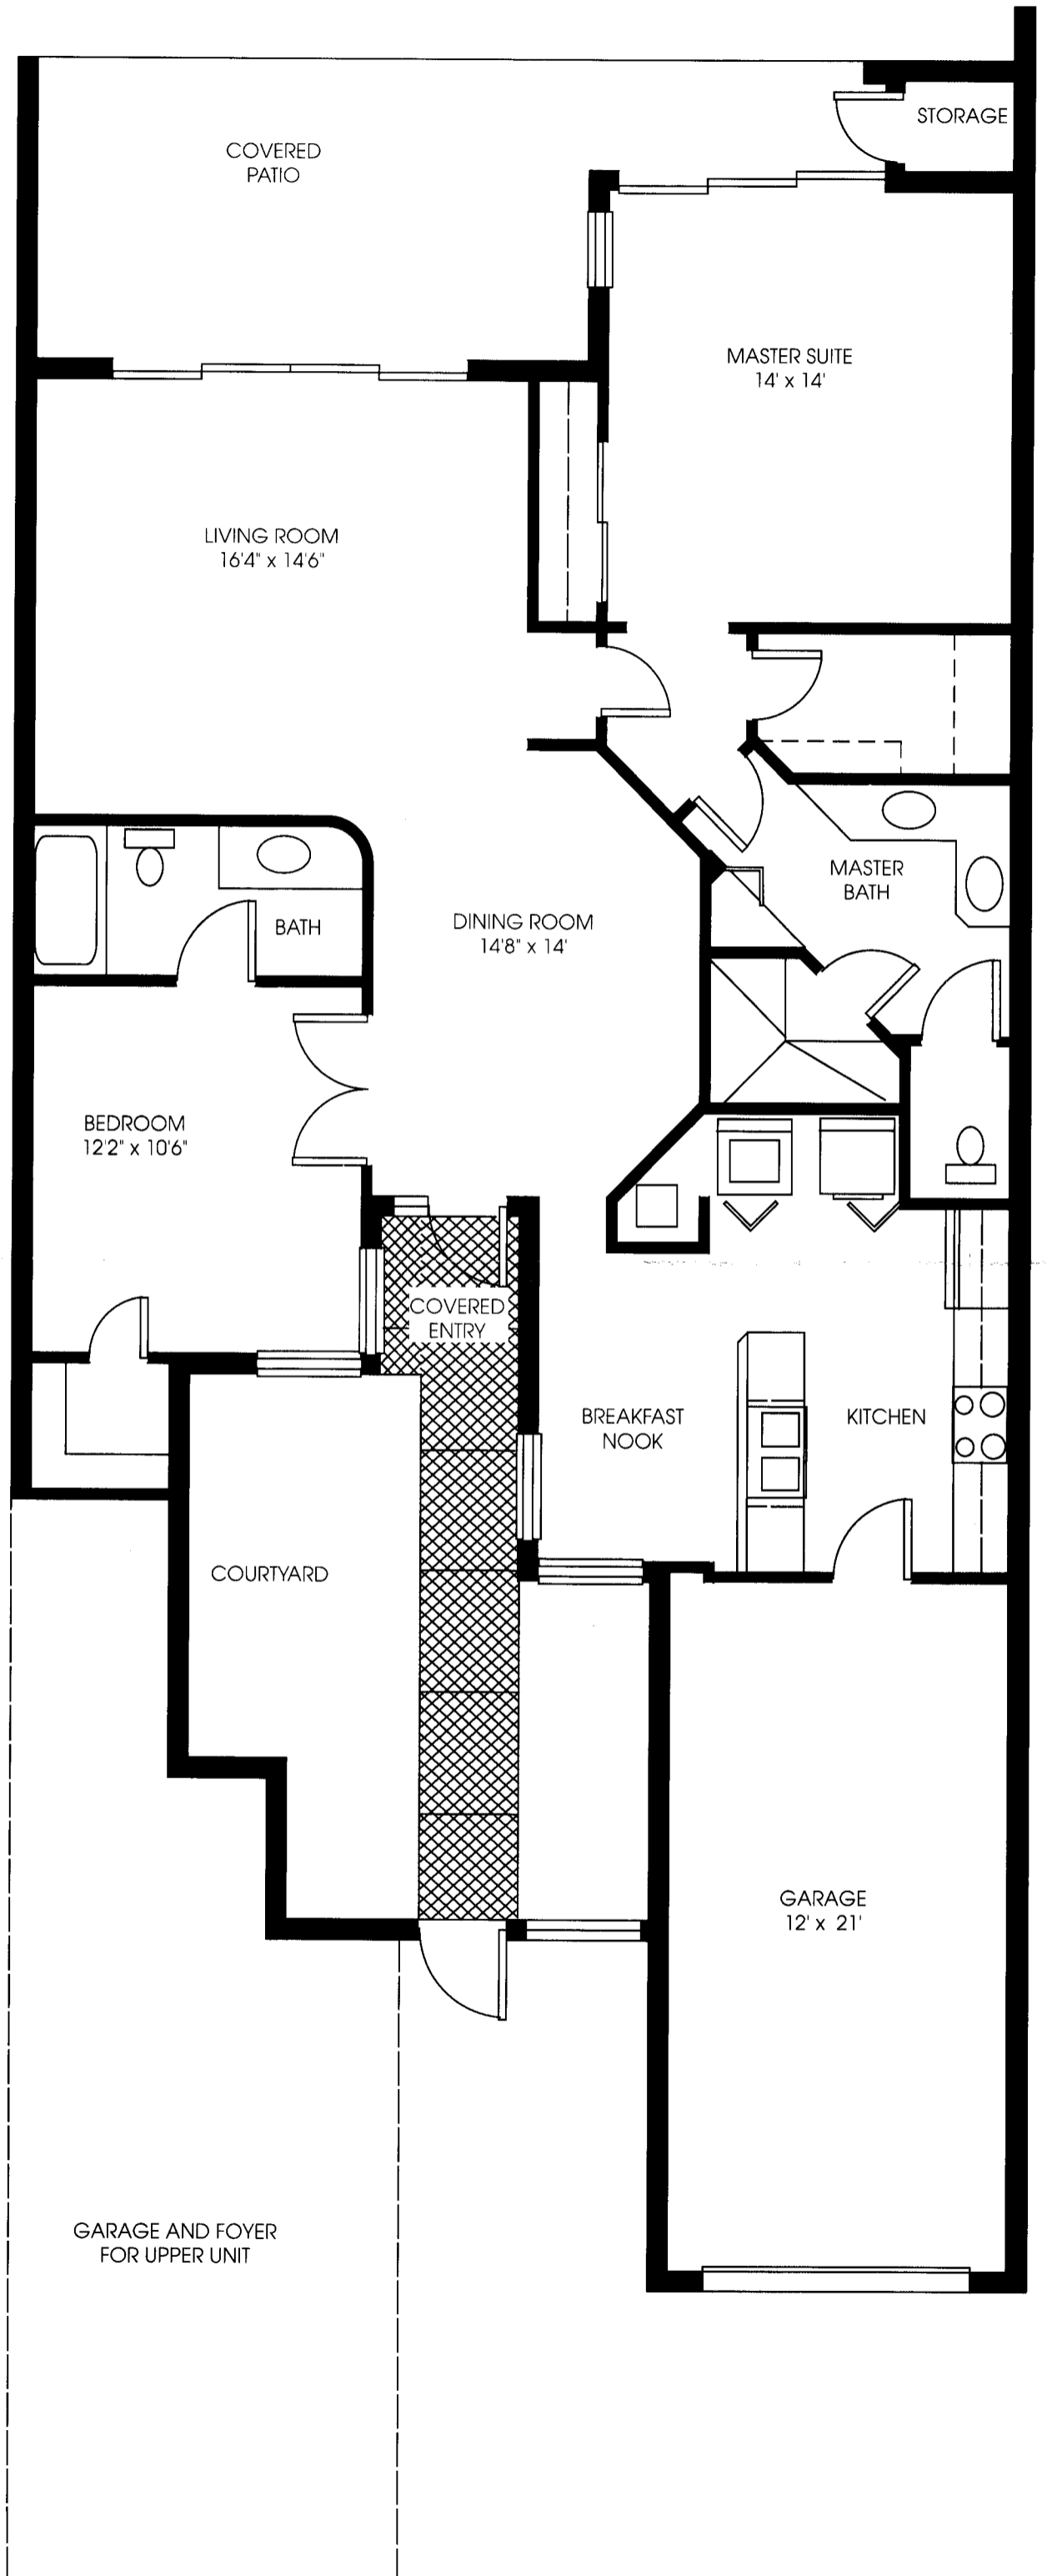 STORAGE
COVERED
PATIO
MASTER SUITE
14' x 14'
LIVING ROOM
16'4" x 14'6"
MASTER
BATH
DINING ROOM
14'8" x 14'
BATH
BEDROOM
12'2" x 10'6"
COVERED
ENTRY
BREAKFAST
NOOK
KITCHEN
COURTYARD
GARAGE
12' x 21'
GARAGE AND FOYER
FOR UPPER UNIT